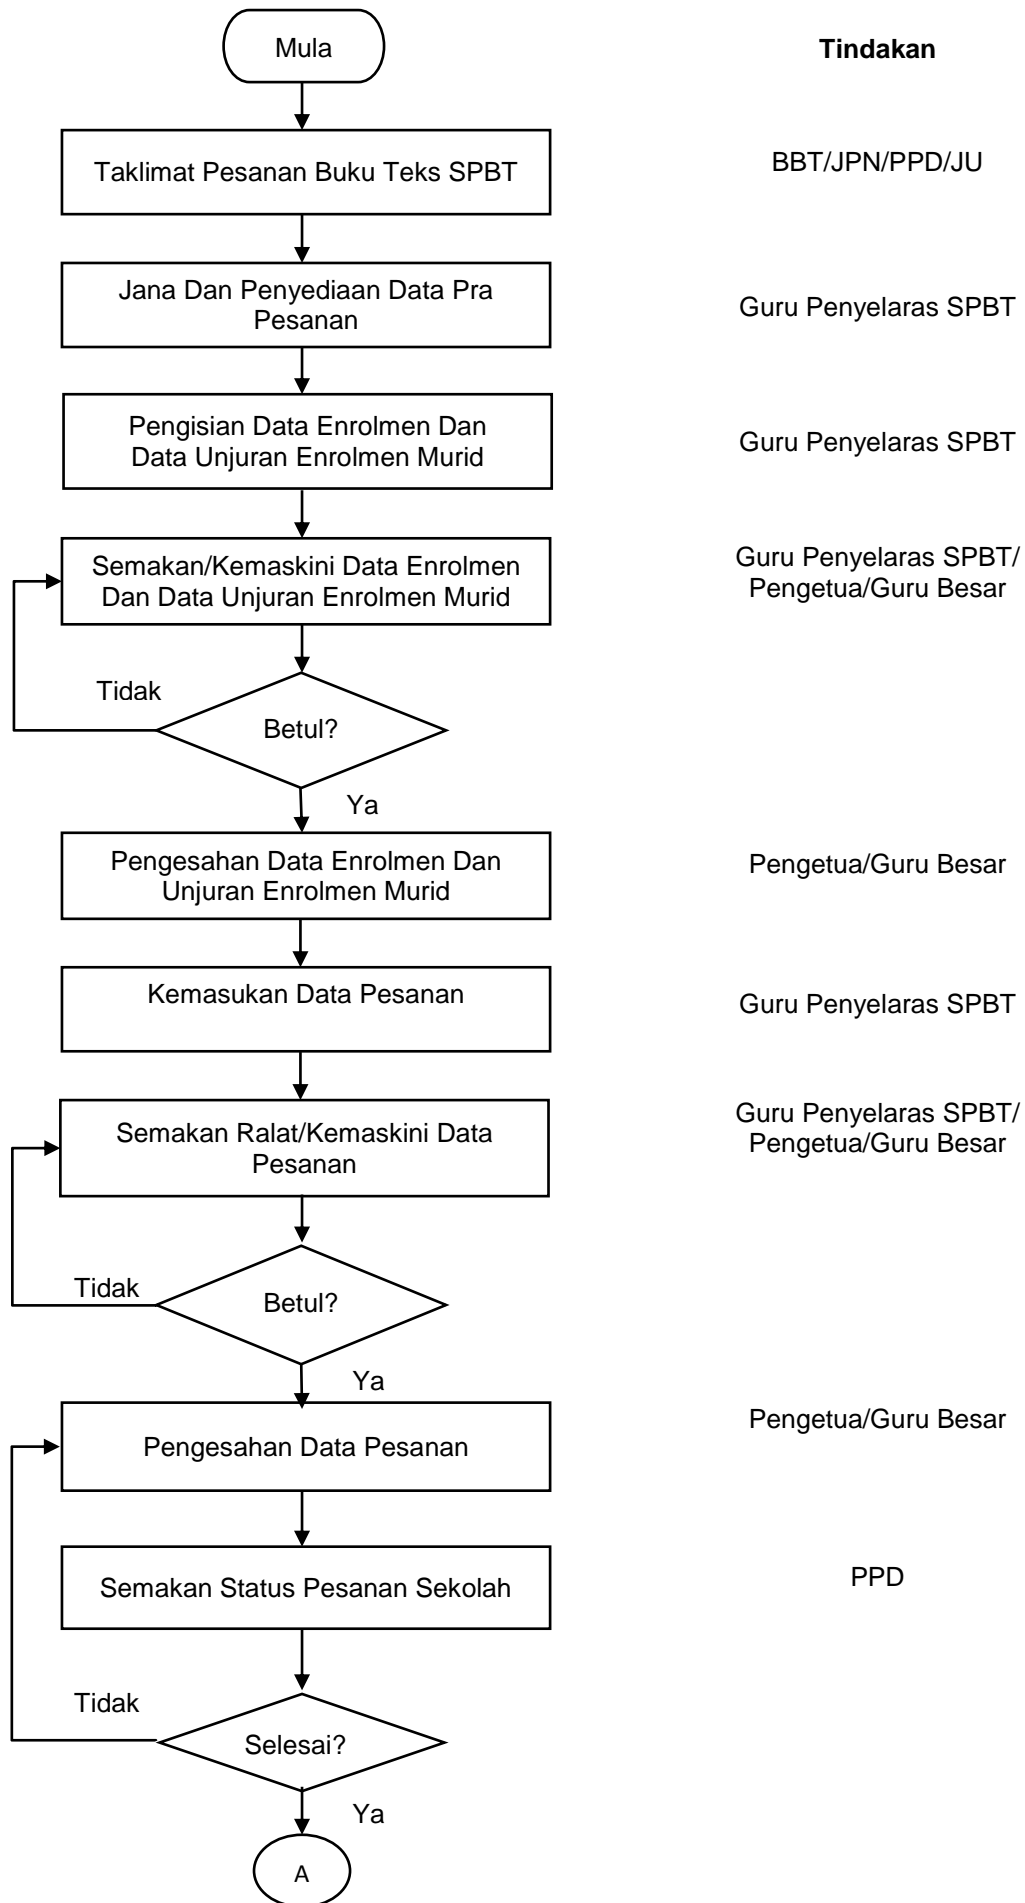 Mula
Tindakan
Taklimat Pesanan Buku Teks SPBT
BBT/JPN/PPD/JU
Jana Dan Penyediaan Data Pra
Pesanan
Guru Penyelaras SPBT
Pengisian Data Enrolmen Dan
Data Unjuran Enrolmen Murid
Guru Penyelaras SPBT
Semakan/Kemaskini Data Enrolmen
Dan Data Unjuran Enrolmen Murid
Guru Penyelaras SPBT/
Pengetua/Guru Besar
Tidak
Betul?
Ya
Pengesahan Data Enrolmen Dan
Unjuran Enrolmen Murid
Pengetua/Guru Besar
Kemasukan Data Pesanan
Guru Penyelaras SPBT
Semakan Ralat/Kemaskini Data
Pesanan
Guru Penyelaras SPBT/
Pengetua/Guru Besar
Tidak
Betul?
Ya
Pengesahan Data Pesanan
Pengetua/Guru Besar
Semakan Status Pesanan Sekolah
PPD
Tidak
Selesai?
Ya
A